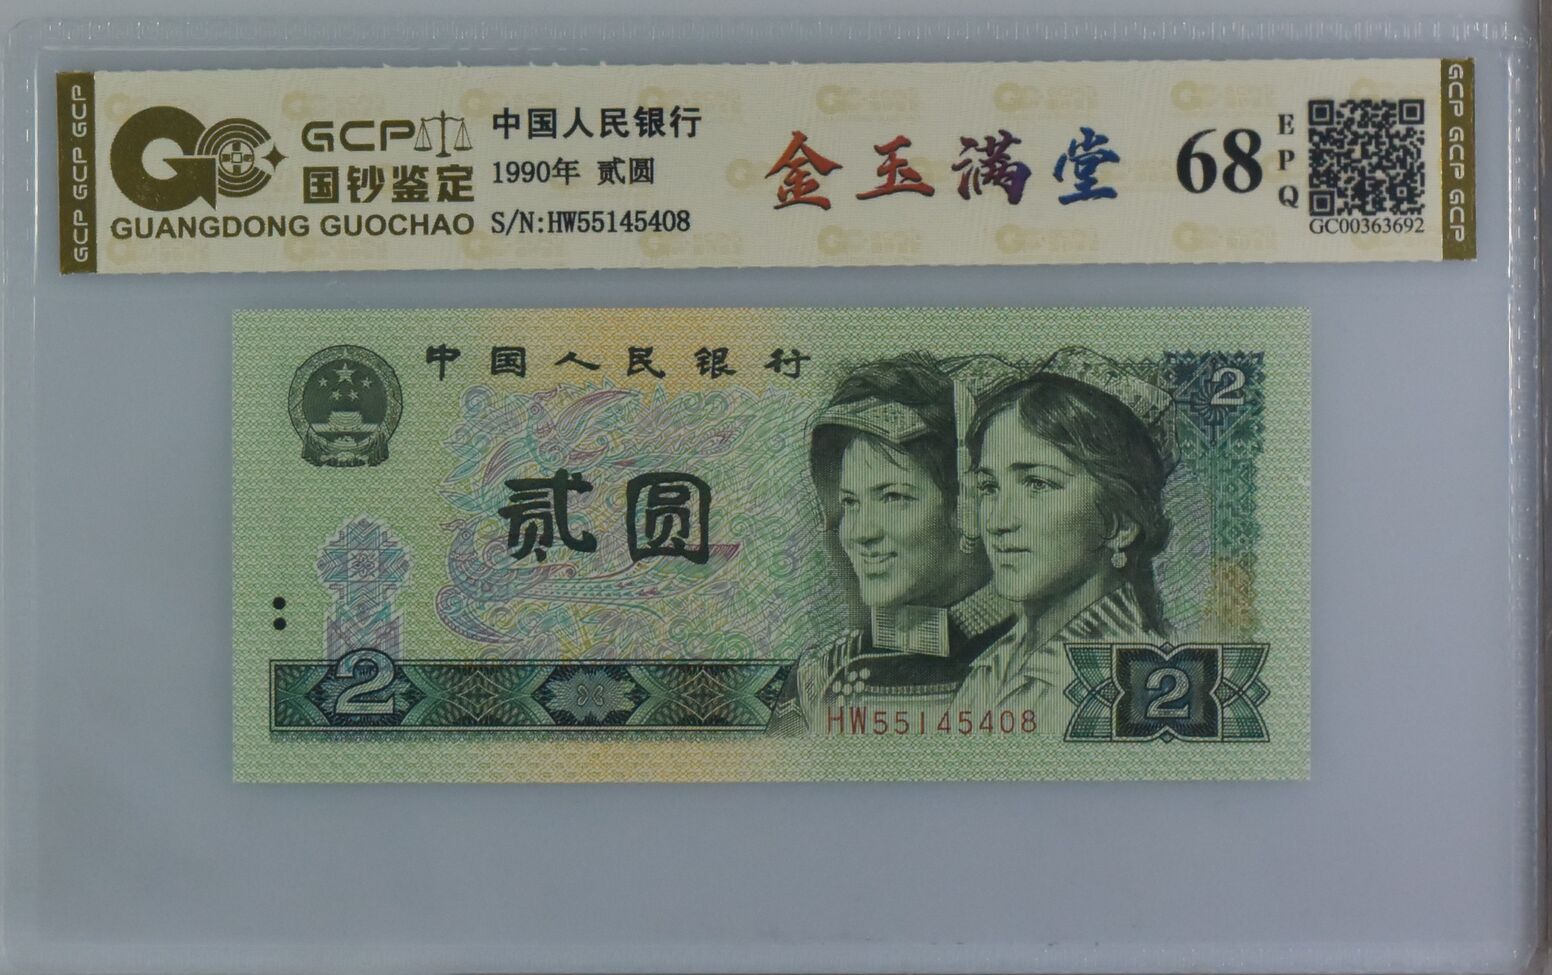 GCP GCP GCP
GCP
国钞鉴定
GUANGDONG GUOCHAO
中国人民银行
1990年 贰圆
S/N:HW55145408
金玉满堂
68
EPQ
GC00363692
GCP GCP GCP
中国人民银行
2
贰圆
2
HW55145408
2